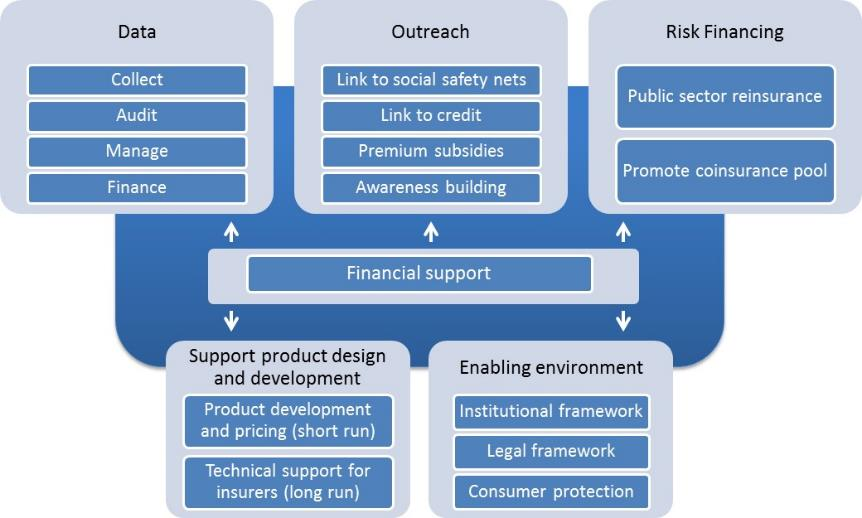 Data
Collect
Audit
Manage
Finance
Outreach
Link to social safety nets
Link to credit
Premium subsidies
Awareness building
Risk Financing
Public sector reinsurance
Promote coinsurance pool
Financial support
Support product design
and development
Product development
and pricing (short run)
Technical support for
insurers (long run)
Enabling environment
Institutional framework
Legal framework
Consumer protection